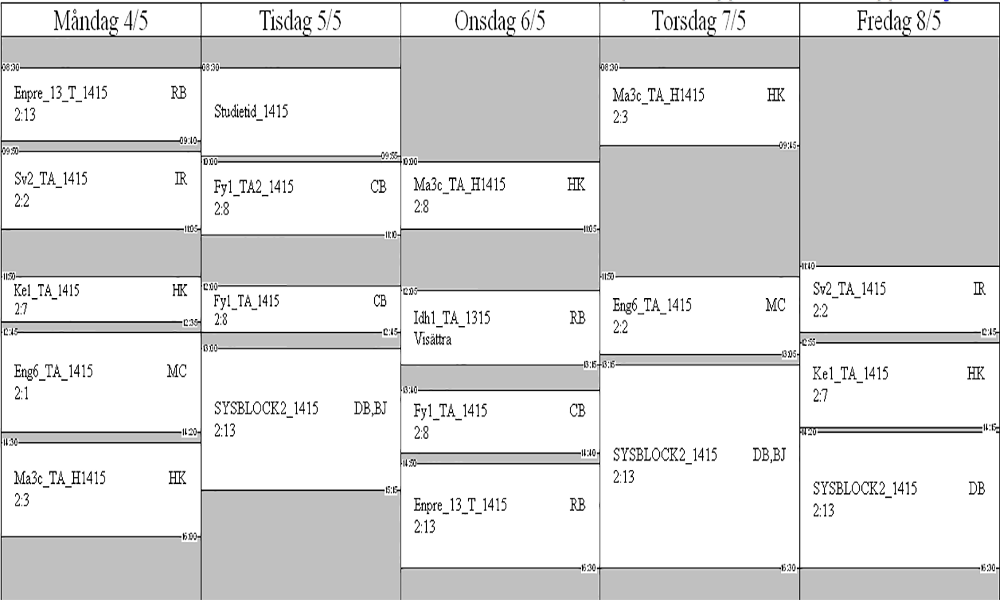 Måndag 4/5
08:30
Enpre_13_T_1415 RB
2:13
09:40
09:50
Sv2_TA_1415 IR
2:2
11:05
11:50
Ke1_TA_1415 HK
2:7
12:35
12:45
Eng6_TA_1415 MC
2:1
14:20
14:30
Ma3c_TA_H1415 HK
2:3
16:00
Tisdag 5/5
08:30
Studietid_1415
09:55
10:00
Fy1_TA2_1415 CB
2:8
11:10
12:00
Fy1_TA_1415 CB
2:8
12:45
13:00
SYSBLOCK2_1415 DB,BJ
2:13
15:15
Onsdag 6/5
10:00
Ma3c_TA_H1415 HK
2:8
11:05
12:05
Idh1_TA_1315 RB
Visättra
13:15
13:40
Fy1_TA_1415 CB
2:8
14:40
14:50
Enpre_13_T_1415 RB
2:13
16:30
Torsdag 7/5
08:30
Ma3c_TA_H1415 HK
2:3
09:45
11:50
Eng6_TA_1415 MC
2:2
13:05
13:15
SYSBLOCK2_1415 DB,BJ
2:13
16:30
Fredag 8/5
11:40
Sv2_TA_1415 IR
2:2
12:45
12:55
Ke1_TA_1415 HK
2:7
14:15
14:20
SYSBLOCK2_1415 DB
2:13
16:30